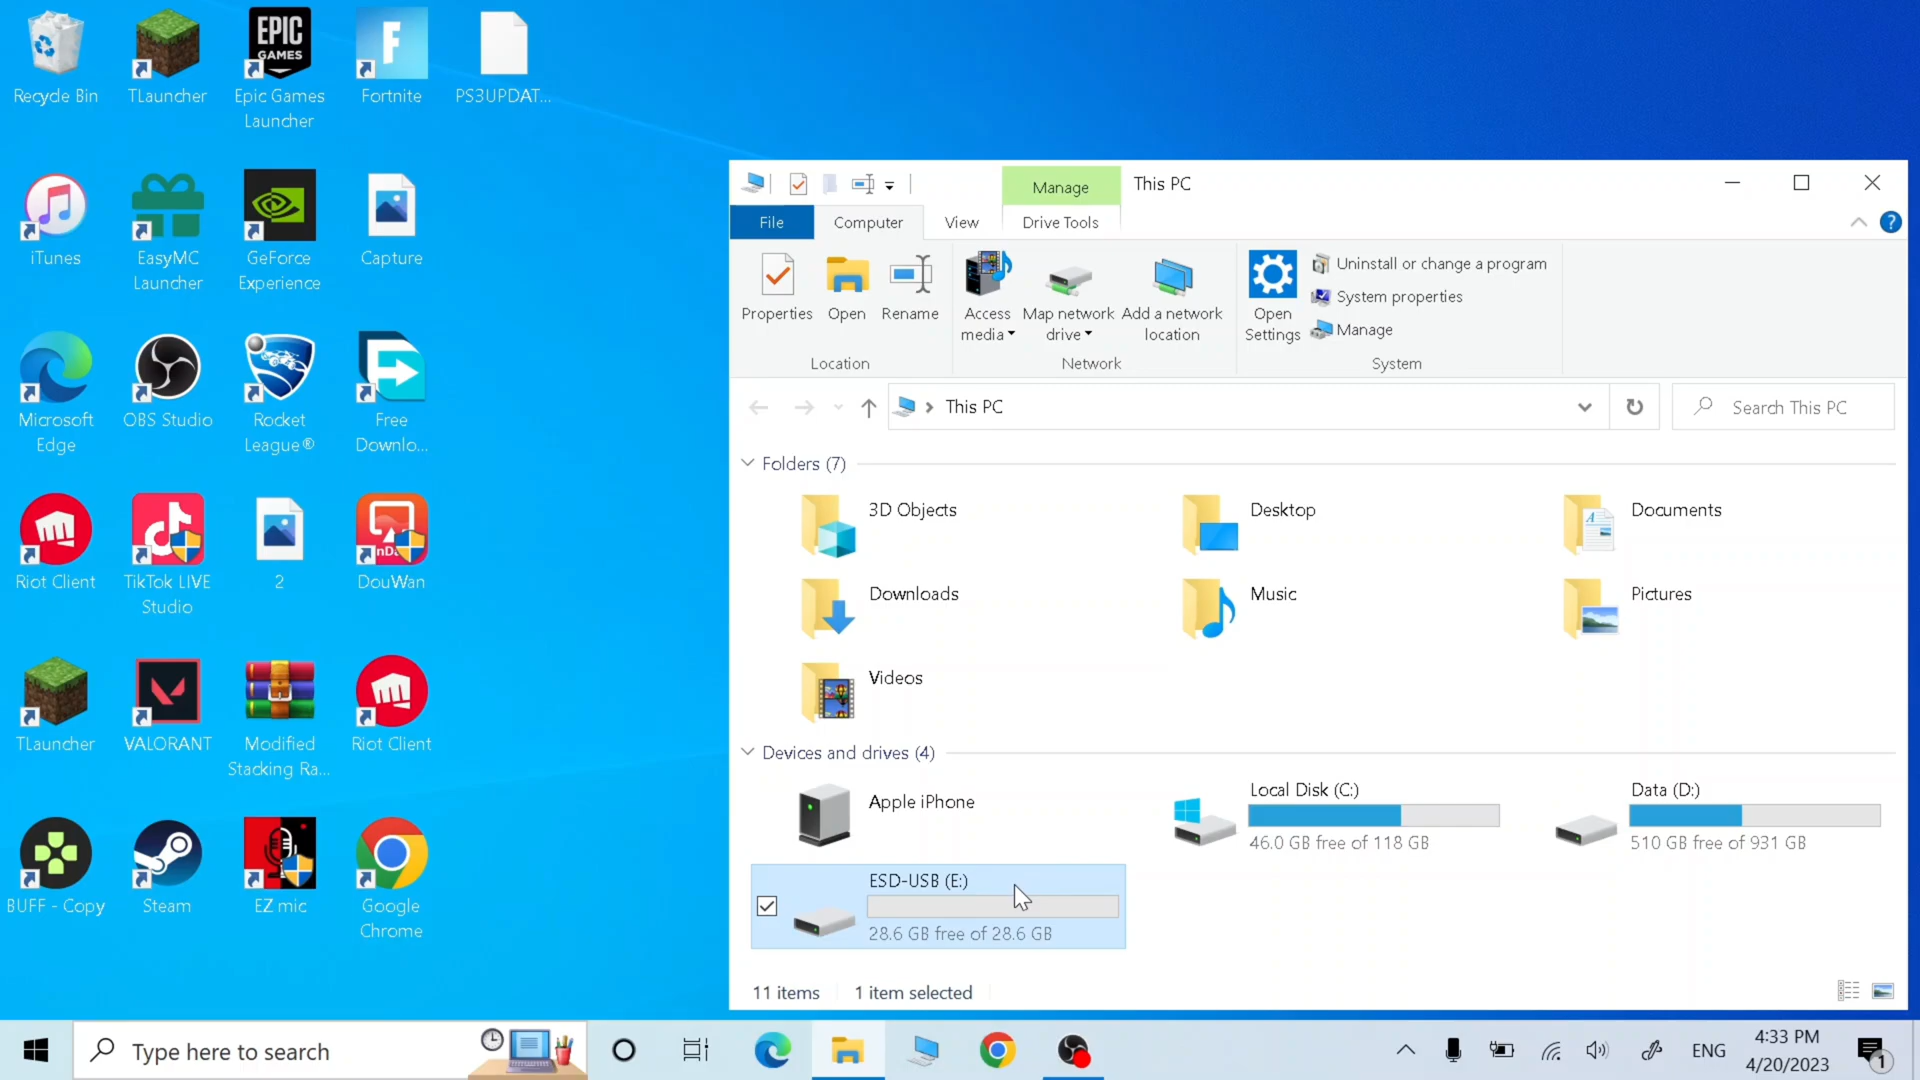 Recycle Bin
TLauncher
EPIC
GAMES
Epic Games
Launcher
F
Fortnite
PS3UPDAT...
iTunes
EasyMC
Launcher
GeForce
Experience
Capture
Microsoft
Edge
OBS Studio
Rocket
League®
Free
Downlo...
Riot Client
TikTok LIVE
Studio
2
DouWan
TLauncher
VALORANT
Modified
Stacking Ra...
Riot Client
BUFF - Copy
Steam
EZ mic
Google
Chrome
Manage
This PC
File
Computer
View
Drive Tools
Properties
Open
Rename
Access
media
Map network
drive
Add a network
location
Open
Settings
Uninstall or change a program
System properties
Manage
Location
Network
System
This PC
Search This PC
Folders (7)
3D Objects
Desktop
Documents
Downloads
Music
Pictures
Videos
Devices and drives (4)
Apple iPhone
Local Disk (C:)
46.0 GB free of 118 GB
Data (D:)
510 GB free of 931 GB
ESD-USB (E:)
28.6 GB free of 28.6 GB
11 items
1 item selected
Type here to search
ENG
4:33 PM
4/20/2023
1